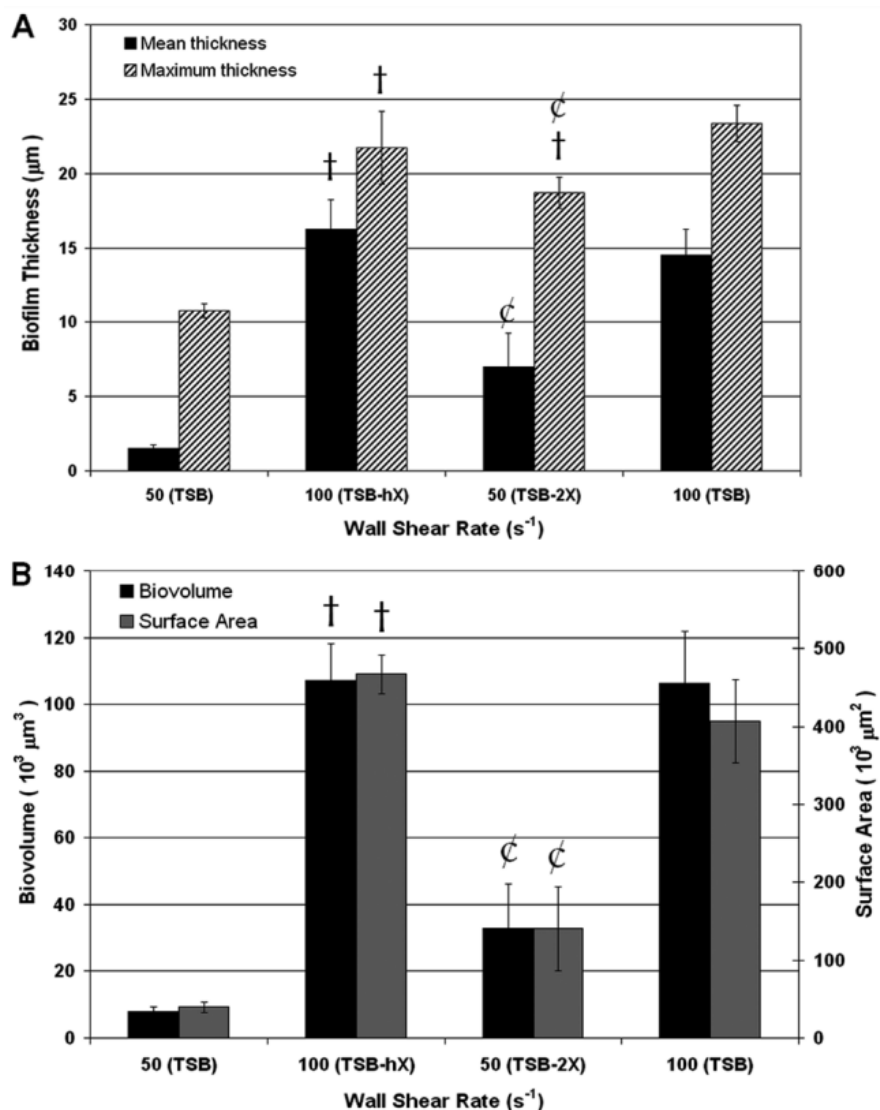 A
30
25
20
15
10
5
0
Biofilm Thickness (μm)
Mean thickness
Maximum thickness
†
†
¢
†
¢
50 (TSB)
100 (TSB-hX)
50 (TSB-2X)
100 (TSB)
Wall Shear Rate (s⁻¹)
B
140
120
100
80
60
40
20
0
Biovolume ( 10³ μm³)
Biovolume
Surface Area
†
†
¢
¢
600
500
400
300
200
100
0
Surface Area ( 10³ μm²)
50 (TSB)
100 (TSB-hX)
50 (TSB-2X)
100 (TSB)
Wall Shear Rate (s⁻¹)